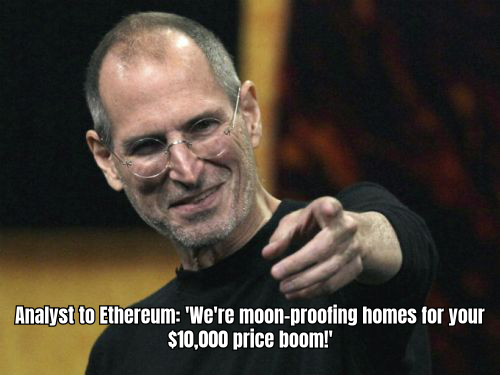 Analyst to Ethereum: 'We're moon-proofing homes for your
$10,000 price boom!'